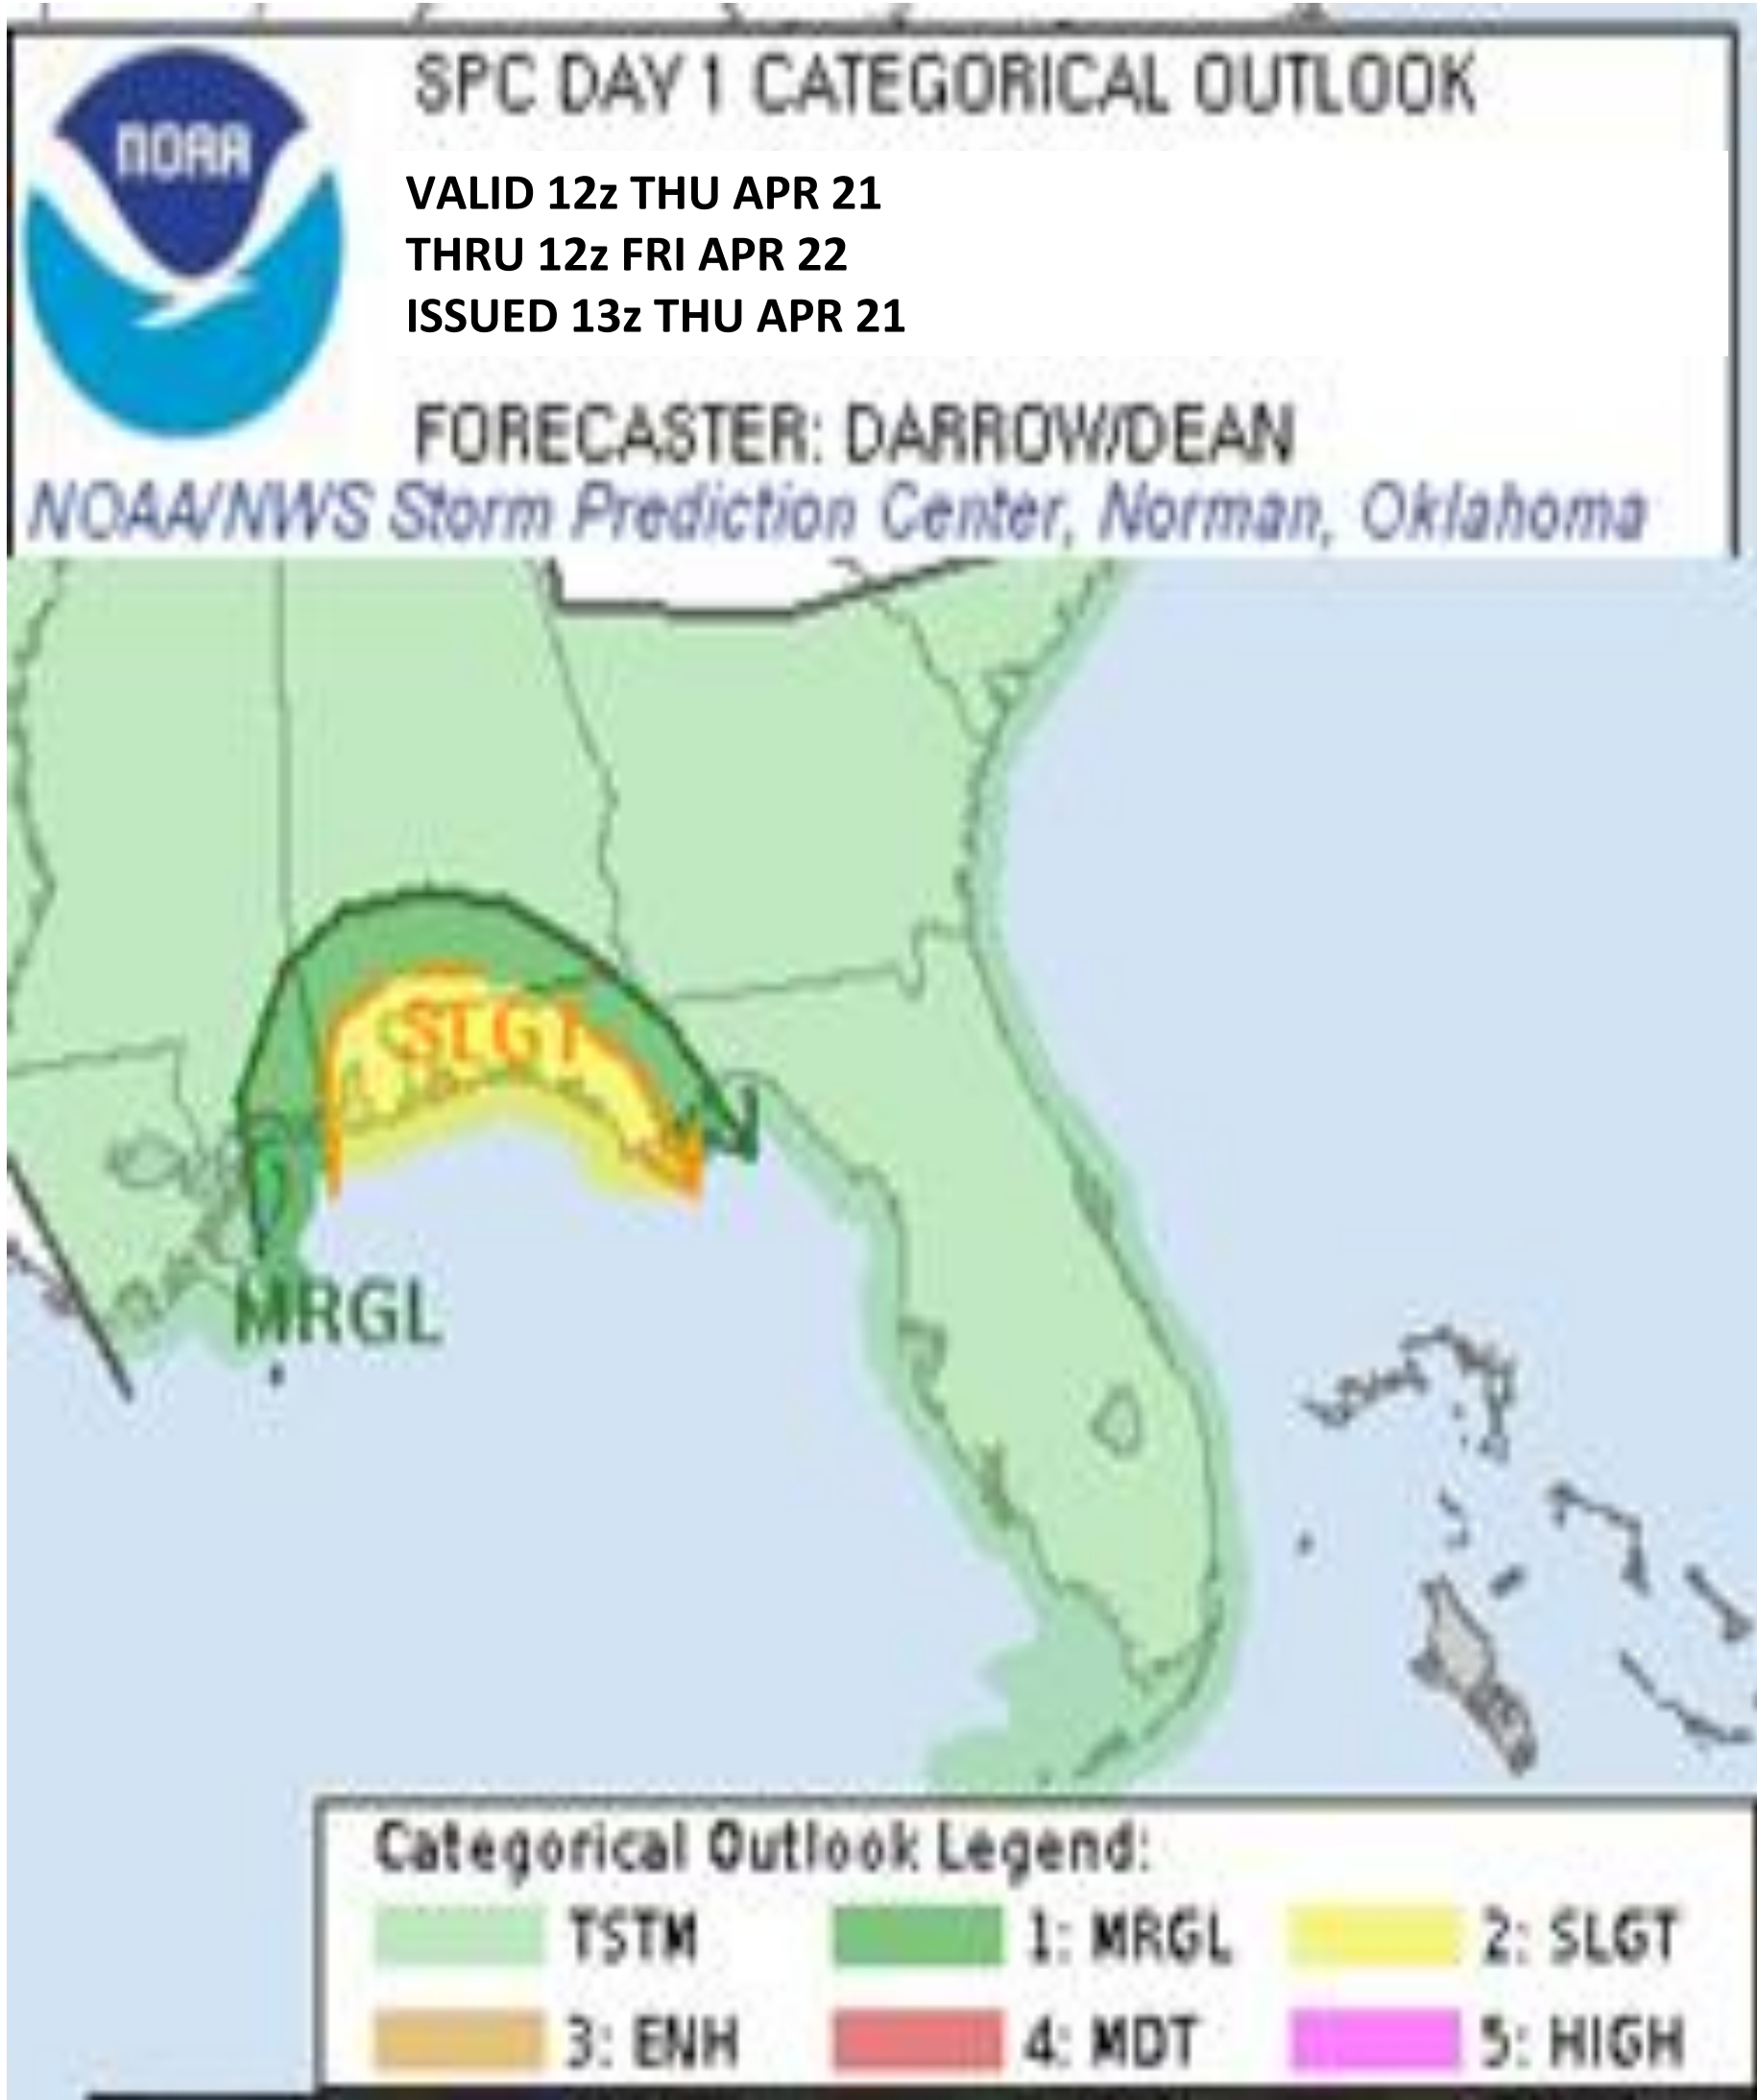 SPC DAY 1 CATEGORICAL OUTLOOK
NOAA
VALID 12z THU APR 21
THRU 12z FRI APR 22
ISSUED 13z THU APR 21
FORECASTER: DARROW/DEAN
NOAA/NWS Storm Prediction Center, Norman, Oklahoma
SLGT
MRGL
Categorical Outlook Legend:
TSTM 1: MRGL 2: SLGT
3: ENH 4: MDT 5: HIGH